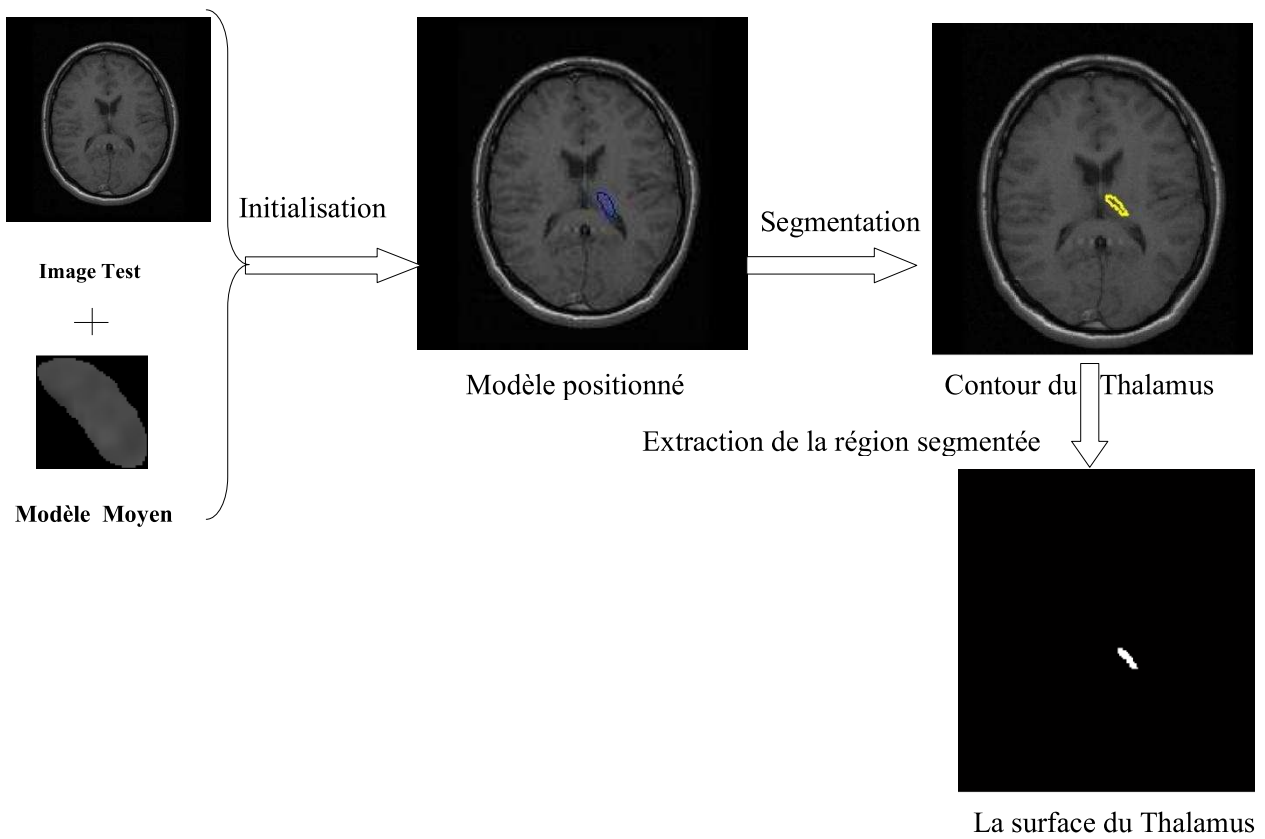 Image Test
Modèle Moyen
Initialisation
Modèle positionné
Segmentation
Contour du Thalamus
Extraction de la région segmentée
La surface du Thalamus